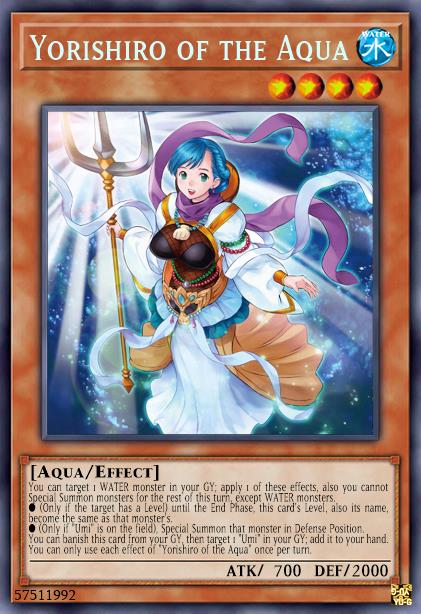 Yorishiro of the Aqua
WATER
水
[Aqua/Effect]
You can target 1 WATER monster in your GY; apply 1 of these effects, also you cannot
Special Summon monsters for the rest of this turn, except WATER monsters.
● (Only if the target has a Level) until the End Phase, this card's Level, also its name,
become the same as that monster's.
● (Only if "Umi" is on the field), Special Summon that monster in Defense Position.
You can banish this card from your GY, then target 1 "Umi" in your GY; add it to your hand.
You can only use each effect of "Yorishiro of the Aqua" once per turn.
ATK/ 700 DEF/2000
57511992